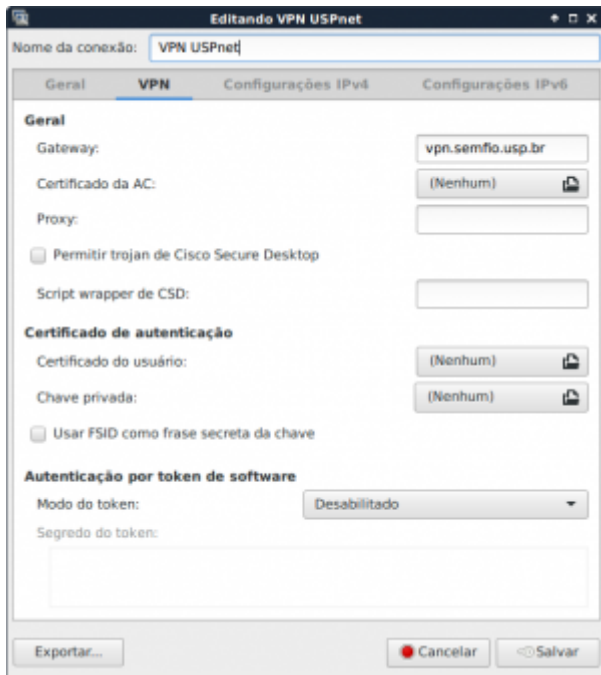 Editando VPN USPnet
Nome da conexão: VPN USPnet
Geral VPN Configurações IPv4 Configurações IPv6
Geral
Gateway: vpn.semfio.usp.br
Certificado da AC: (Nenhum)
Proxy:
Permitir trojan de Cisco Secure Desktop
Script wrapper de CSD:
Certificado de autenticação
Certificado do usuário: (Nenhum)
Chave privada: (Nenhum)
Usar FSID como frase secreta da chave
Autenticação por token de software
Modo do token: Desabilitado
Segredo do token:
Exportar... Cancelar Salvar